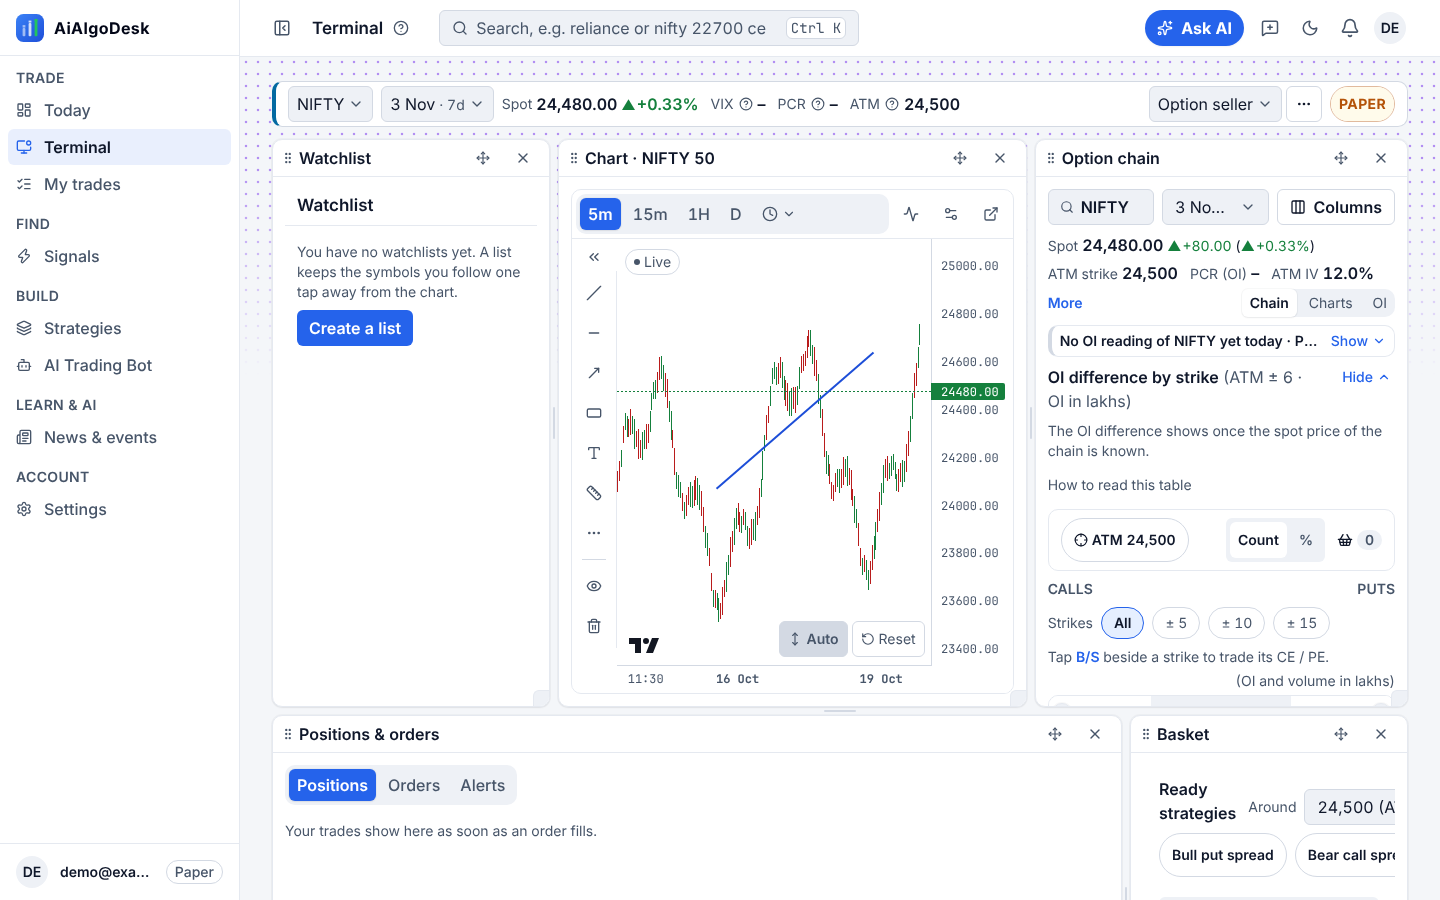 AiAlgoDesk
TRADE
Today
Terminal
My trades
FIND
Signals
BUILD
Strategies
AI Trading Bot
LEARN & AI
News & events
ACCOUNT
Settings
DE demo@exa... Paper
Terminal
Search, e.g. reliance or nifty 22700 ce Ctrl K
Ask AI
DE
NIFTY 3 Nov · 7d Spot 24,480.00 ▲+0.33% VIX – PCR – ATM 24,500
Option seller ··· PAPER
Watchlist
Watchlist
You have no watchlists yet. A list
keeps the symbols you follow one
tap away from the chart.
Create a list
Chart · NIFTY 50
5m 15m 1H D
Live
25000.00
24800.00
24600.00
24480.00
24400.00
24200.00
24000.00
23800.00
23600.00
23400.00
Auto Reset
11:30 16 Oct 19 Oct
Option chain
NIFTY 3 No... Columns
Spot 24,480.00 ▲+80.00 (▲+0.33%)
ATM strike 24,500 PCR (OI) – ATM IV 12.0%
More Chain Charts OI
No OI reading of NIFTY yet today · P... Show
OI difference by strike (ATM ± 6 · Hide
OI in lakhs)
The OI difference shows once the spot price of the
chain is known.
How to read this table
ATM 24,500 Count % 0
CALLS PUTS
Strikes All ± 5 ± 10 ± 15
Tap B/S beside a strike to trade its CE / PE.
(OI and volume in lakhs)
Positions & orders
Positions Orders Alerts
Your trades show here as soon as an order fills.
Basket
Ready
strategies Around 24,500 (A
Bull put spread Bear call spre